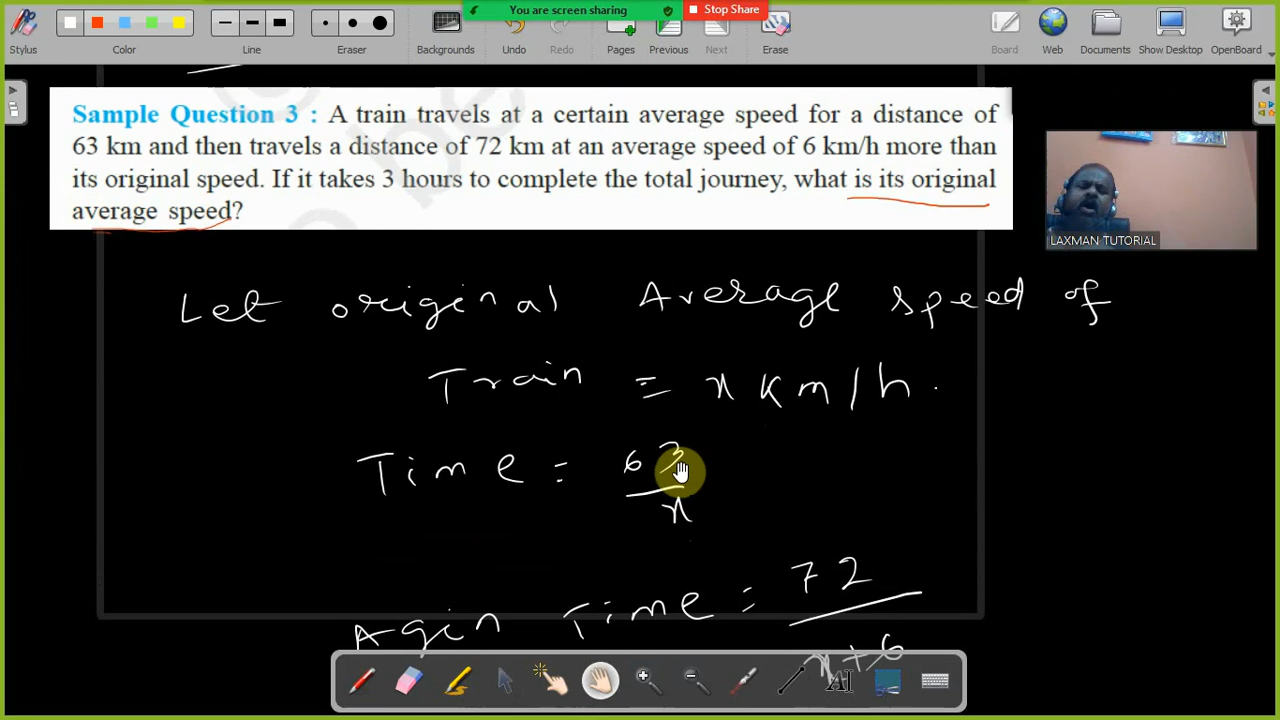 You are screen sharing
Stop Share
Stylus Color Line Eraser Backgrounds Undo Redo Pages Previous Next Erase Board Web Documents Show Desktop OpenBoard
Sample Question 3 : A train travels at a certain average speed for a distance of
63 km and then travels a distance of 72 km at an average speed of 6 km/h more than
its original speed. If it takes 3 hours to complete the total journey, what is its original
average speed?
LAXMAN TUTORIAL
Let original Average speed of
Train = x km/h.
Time = 63/x
Agin Time = 72/x+6
AI